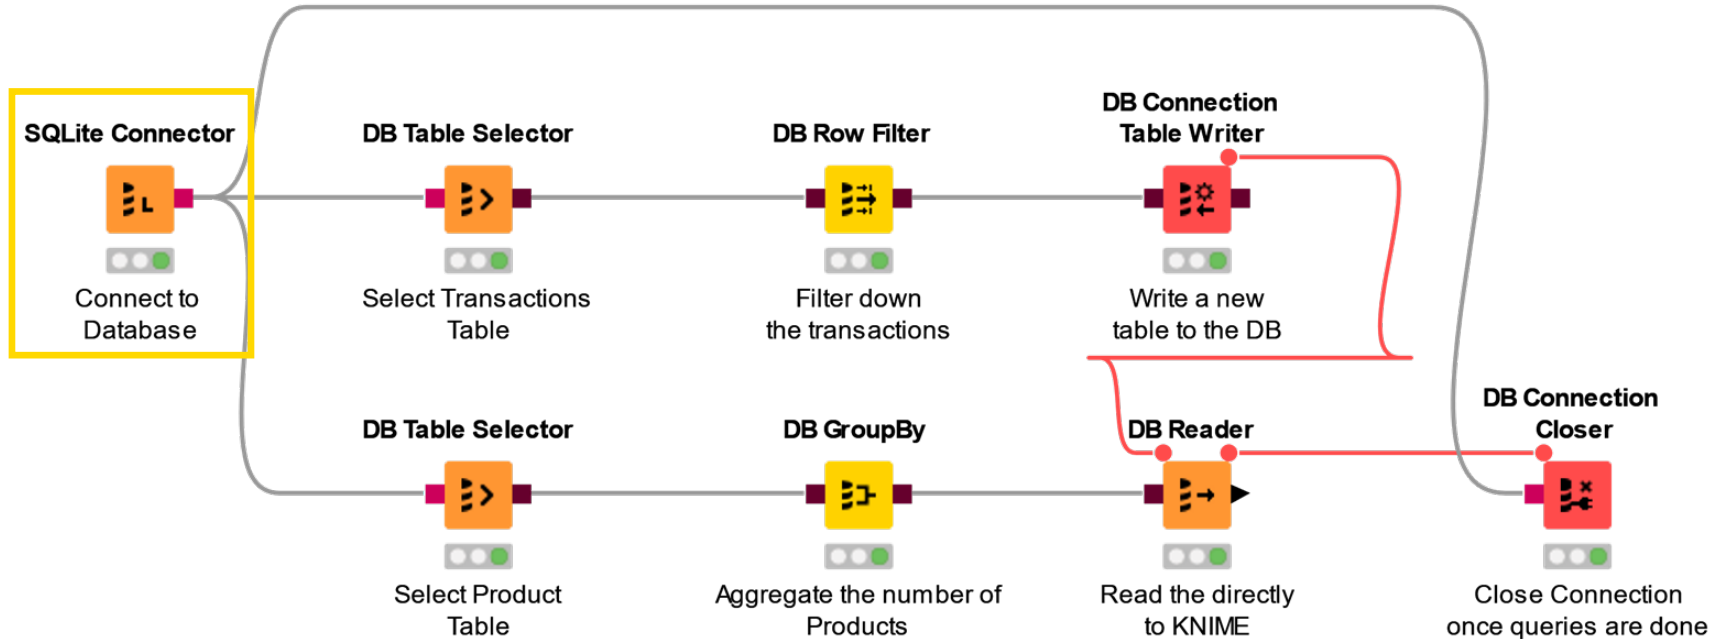 SQLite Connector
Connect to
Database
DB Table Selector
Select Transactions
Table
DB Row Filter
Filter down
the transactions
DB Connection
Table Writer
Write a new
table to the DB
DB Table Selector
Select Product
Table
DB GroupBy
Aggregate the number of
Products
DB Reader
Read the directly
to KNIME
DB Connection
Closer
Close Connection
once queries are done